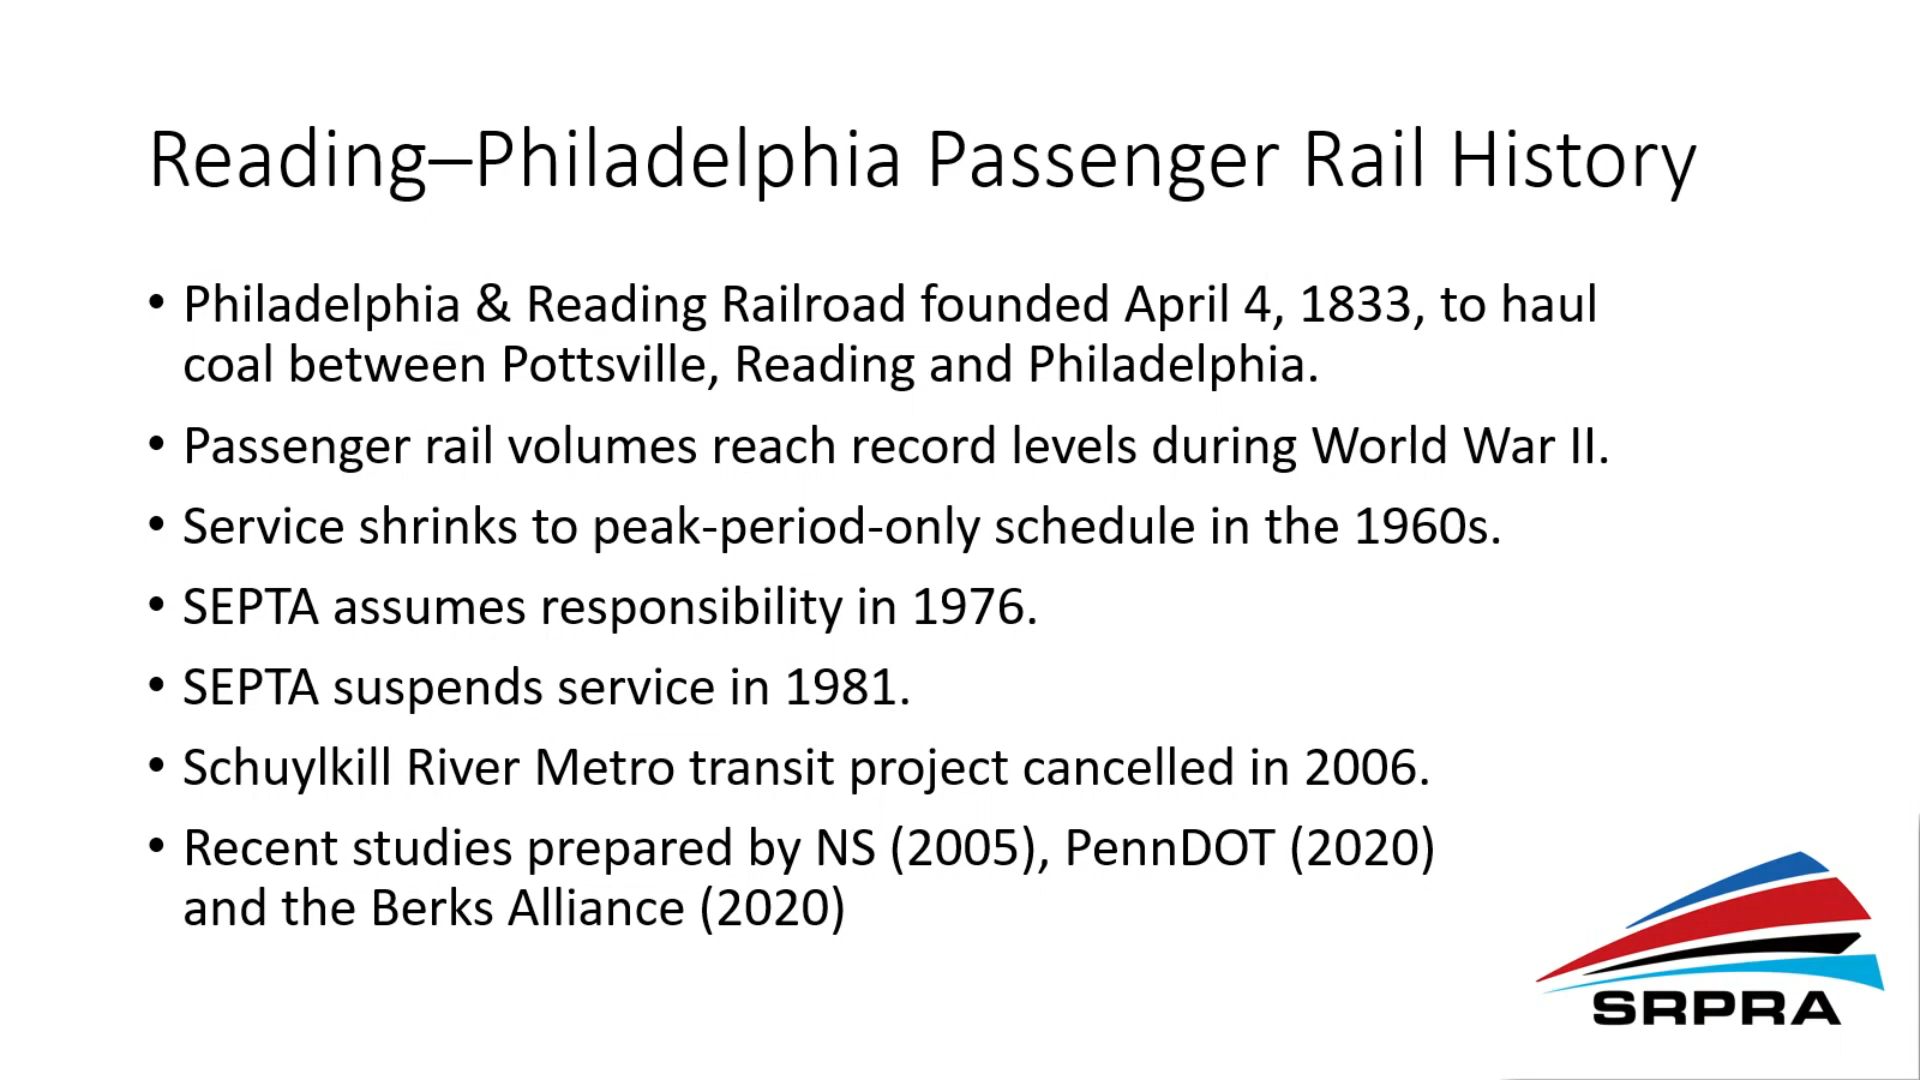 Reading–Philadelphia Passenger Rail History
• Philadelphia & Reading Railroad founded April 4, 1833, to haul
coal between Pottsville, Reading and Philadelphia.
• Passenger rail volumes reach record levels during World War II.
• Service shrinks to peak-period-only schedule in the 1960s.
• SEPTA assumes responsibility in 1976.
• SEPTA suspends service in 1981.
• Schuylkill River Metro transit project cancelled in 2006.
• Recent studies prepared by NS (2005), PennDOT (2020)
and the Berks Alliance (2020)
SRPRA